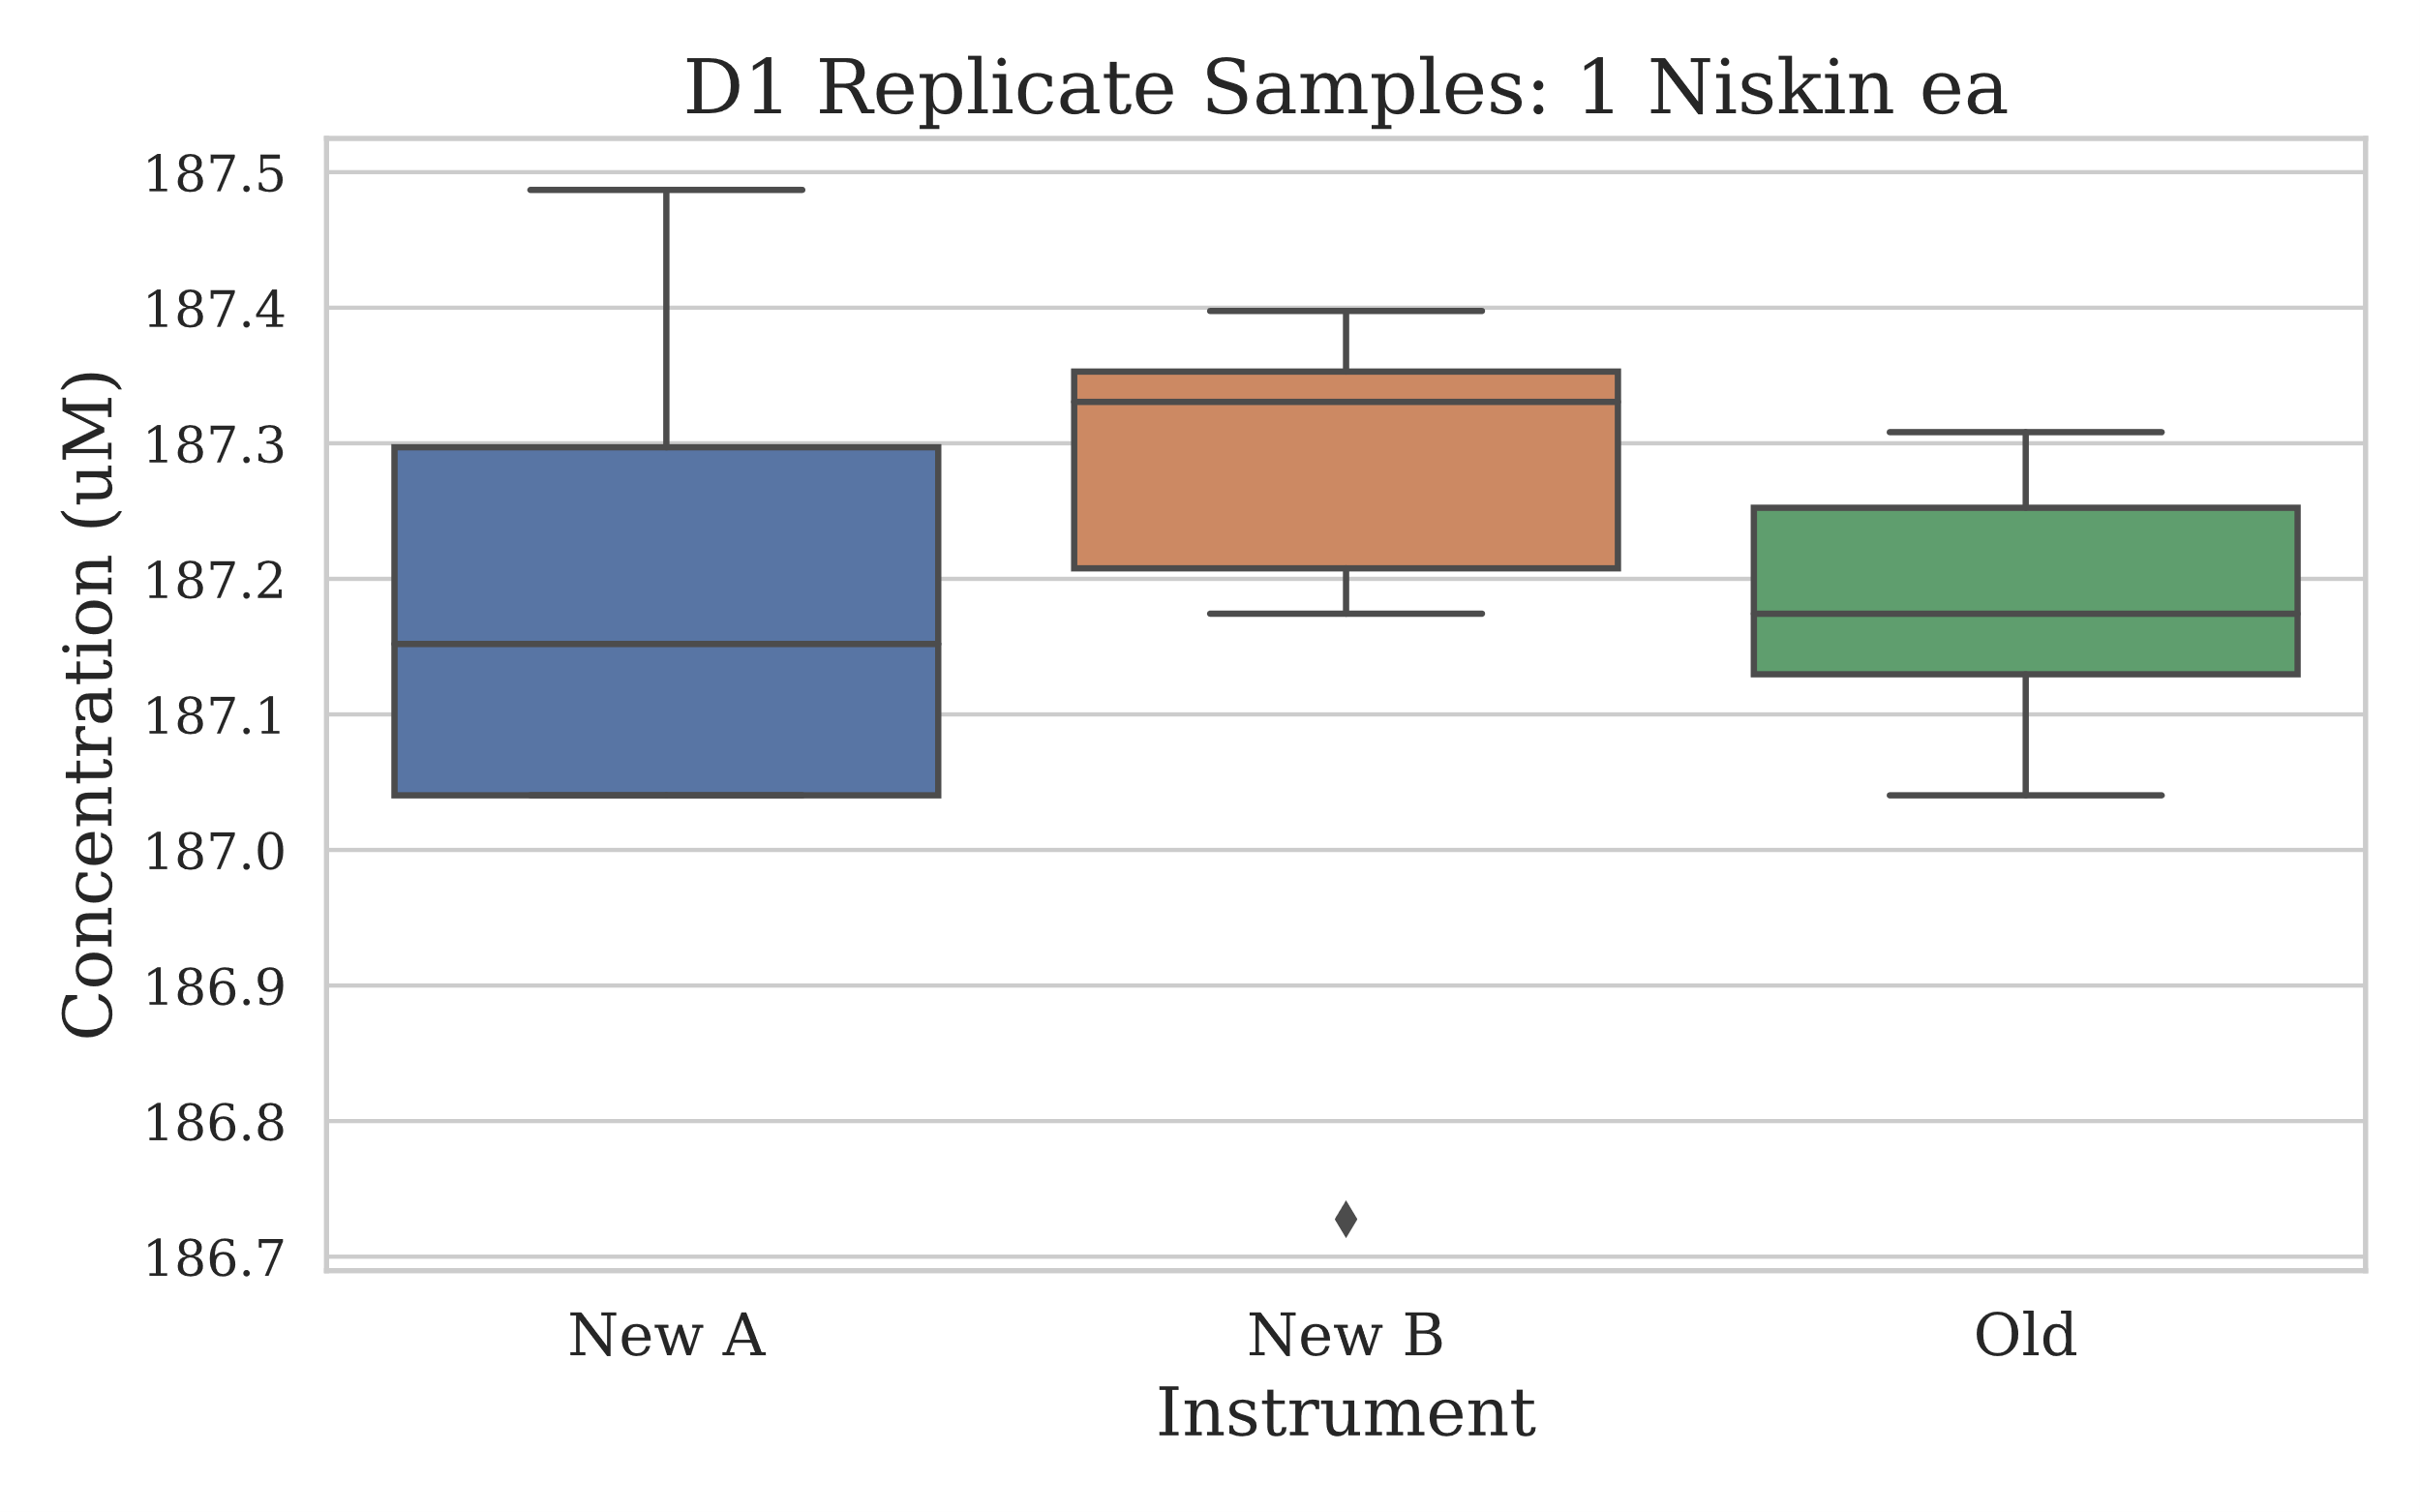 D1 Replicate Samples: 1 Niskin ea
Concentration (uM)
187.5
187.4
187.3
187.2
187.1
187.0
186.9
186.8
186.7
New A
New B
Old
Instrument